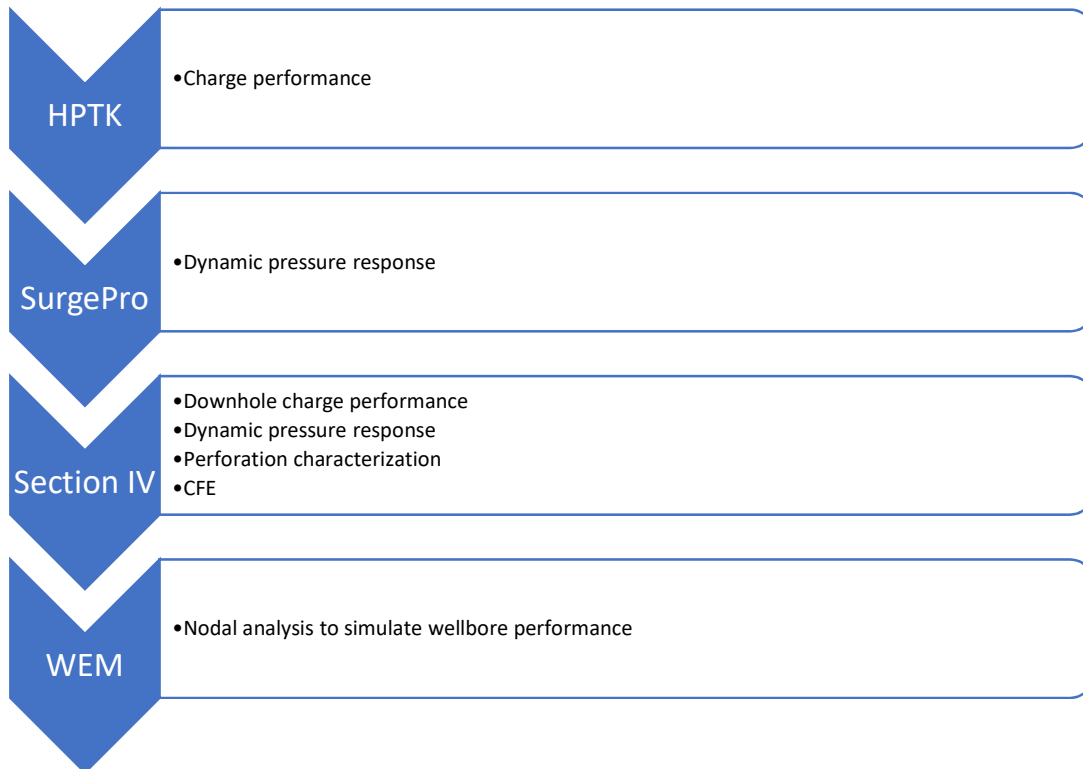 HPTK
•Charge performance
SurgePro
•Dynamic pressure response
Section IV
•Downhole charge performance
•Dynamic pressure response
•Perforation characterization
•CFE
WEM
•Nodal analysis to simulate wellbore performance